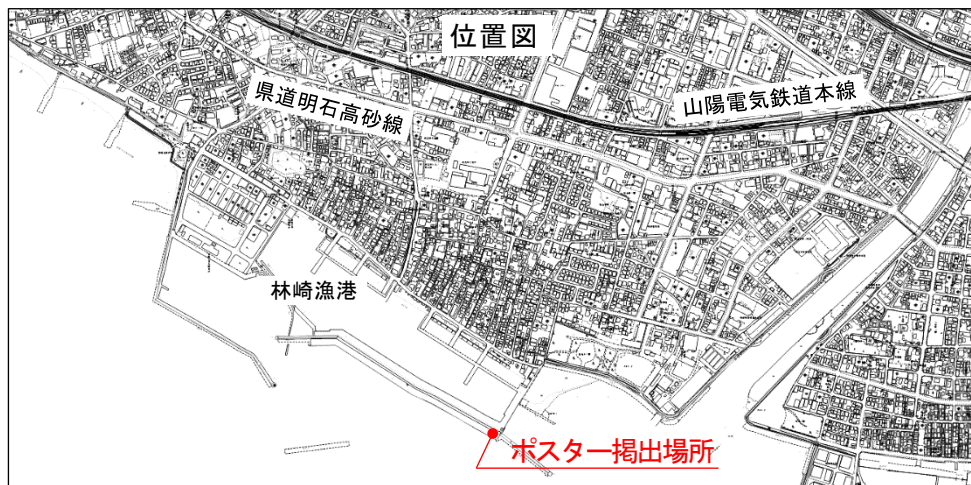 位置図
県道明石高砂線
山陽電気鉄道本線
林崎漁港
ポスター掲出場所